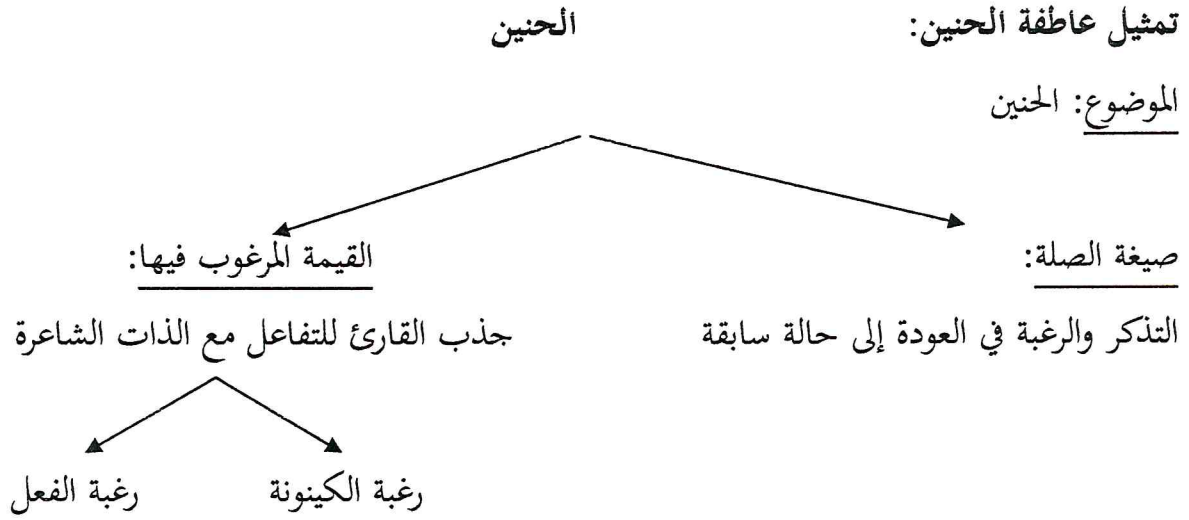 تمثيل عاطفة الحنين: الحنين
الموضوع: الحنين
صيغة الصلة: القيمة المرغوب فيها:
التذكر والرغبة في العودة إلى حالة سابقة جذب القارئ للتفاعل مع الذات الشاعرة
رغبة الكينونة رغبة الفعل